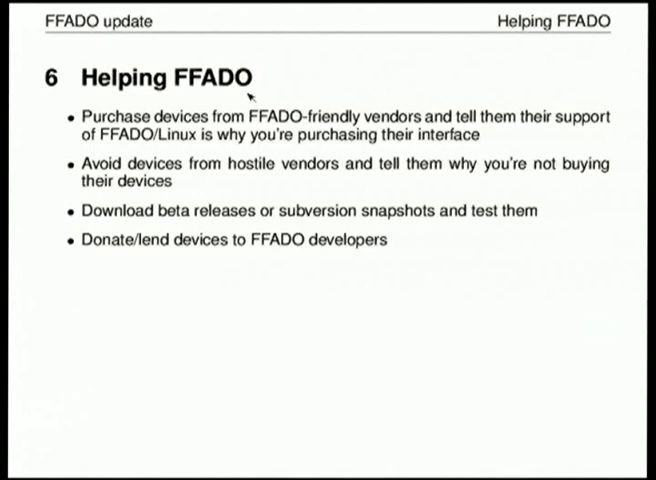 FFADO update Helping FFADO
6 Helping FFADO
• Purchase devices from FFADO-friendly vendors and tell them their support
of FFADO/Linux is why you're purchasing their interface
• Avoid devices from hostile vendors and tell them why you're not buying
their devices
• Download beta releases or subversion snapshots and test them
• Donate/lend devices to FFADO developers